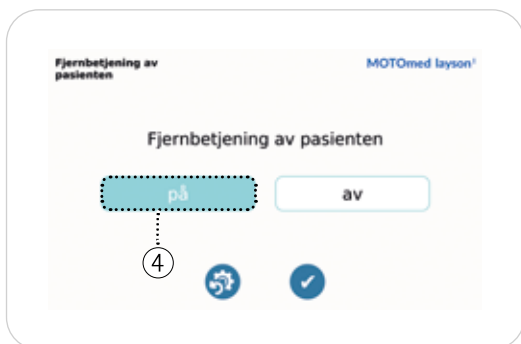 Fjernbetjening av
pasienten
MOTOmed layson
Fjernbetjening av pasienten
på
av
4